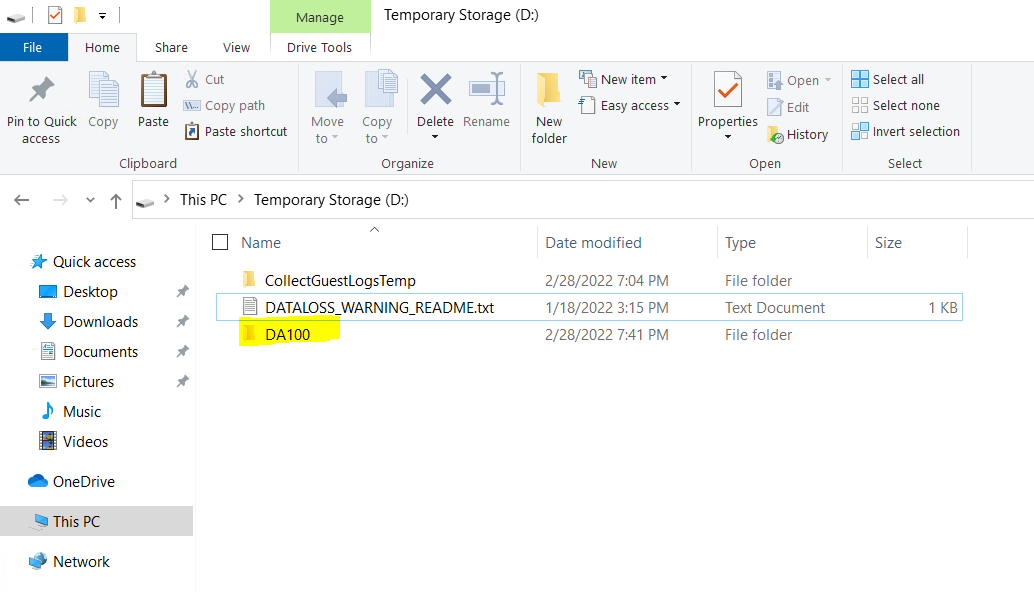 Manage Temporary Storage (D:)
File Home Share View Drive Tools
Pin to Quick access
Copy
Paste
Cut
Copy path
Paste shortcut
Clipboard
Move to
Copy to
Delete
Rename
Organize
New folder
New item
Easy access
New
Properties
Open
Edit
History
Open
Select all
Select none
Invert selection
Select
This PC > Temporary Storage (D:)
Name Date modified Type Size
CollectGuestLogsTemp 2/28/2022 7:04 PM File folder
DATALOSS_WARNING_README.txt 1/18/2022 3:15 PM Text Document 1 KB
DA100 2/28/2022 7:41 PM File folder
Quick access
Desktop
Downloads
Documents
Pictures
Music
Videos
OneDrive
This PC
Network